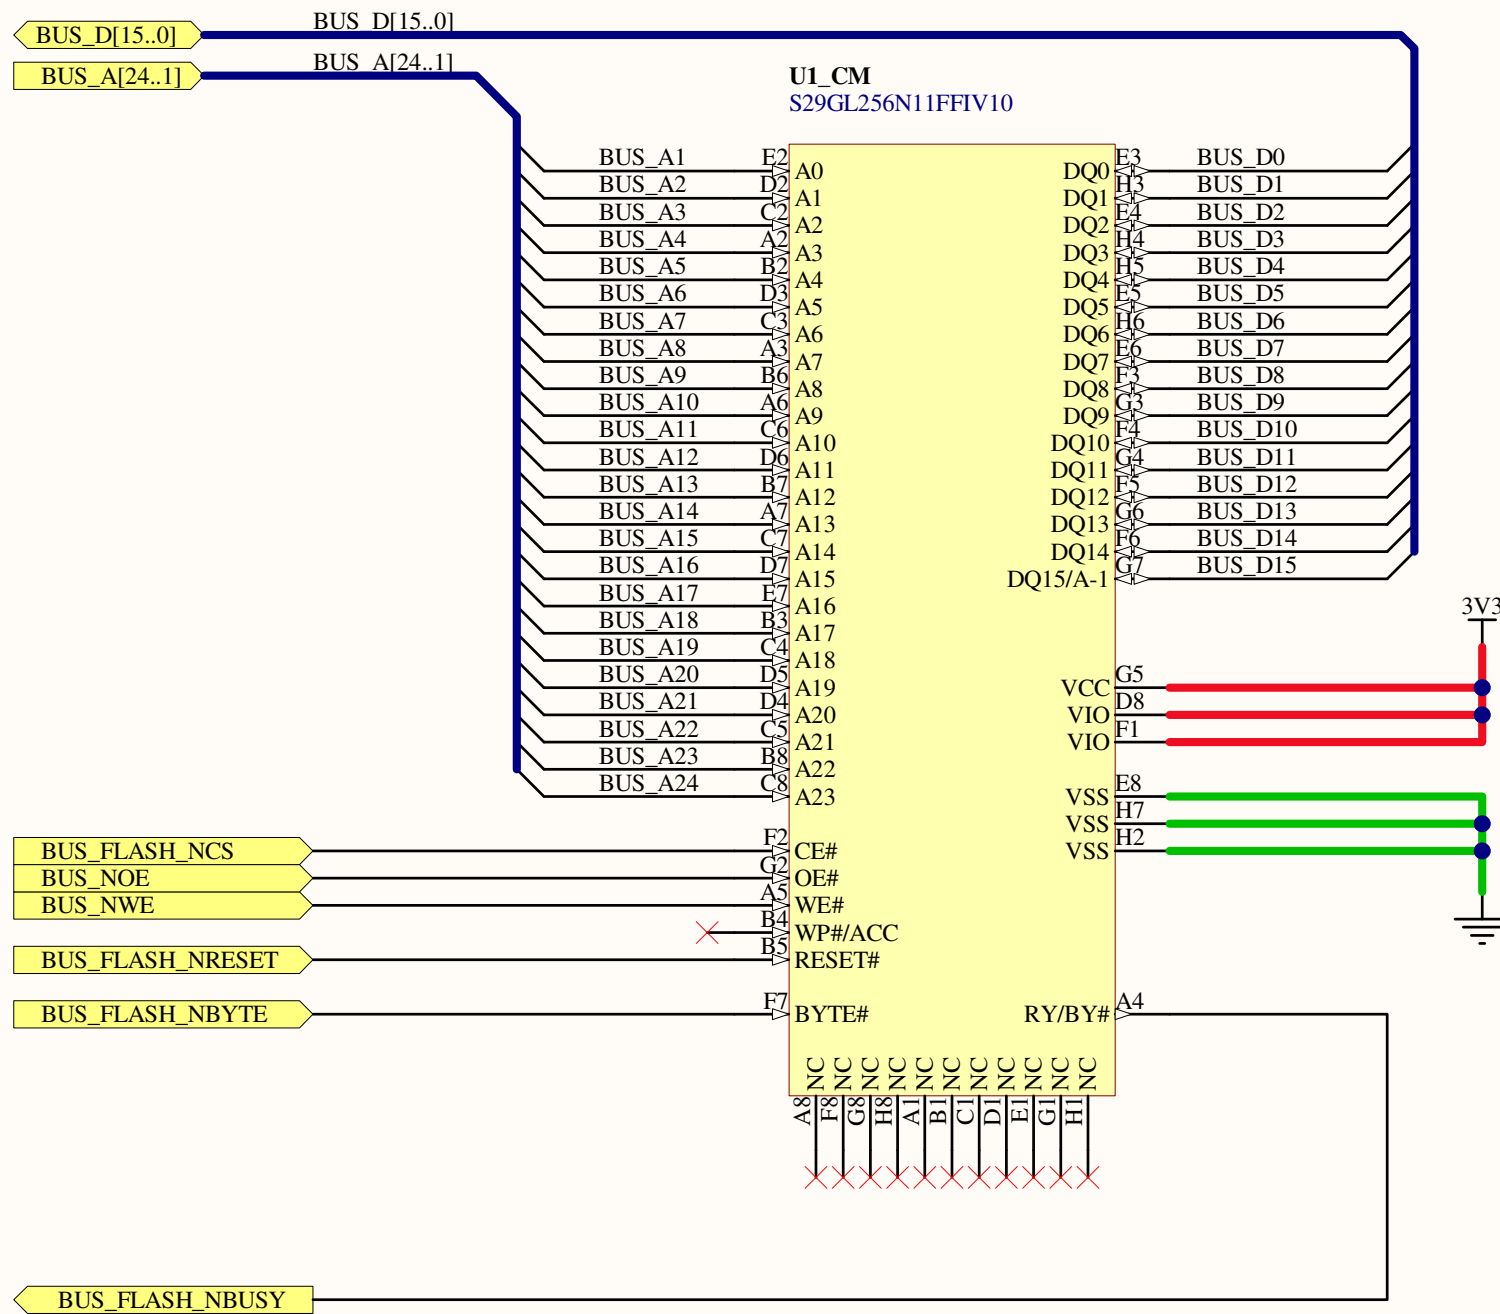 BUS_D[15..0] BUS_D[15..0]
BUS_A[24..1] BUS_A[24..1]
U1_CM
S29GL256N11FFIV10
BUS_A1 E2 A0 DQ0 E3 BUS_D0
BUS_A2 D2 A1 DQ1 H3 BUS_D1
BUS_A3 C2 A2 DQ2 E4 BUS_D2
BUS_A4 A2 A3 DQ3 H4 BUS_D3
BUS_A5 B2 A4 DQ4 H5 BUS_D4
BUS_A6 D3 A5 DQ5 E5 BUS_D5
BUS_A7 C3 A6 DQ6 H6 BUS_D6
BUS_A8 A3 A7 DQ7 E6 BUS_D7
BUS_A9 B6 A8 DQ8 F3 BUS_D8
BUS_A10 A6 A9 DQ9 G3 BUS_D9
BUS_A11 C6 A10 DQ10 F4 BUS_D10
BUS_A12 D6 A11 DQ11 G4 BUS_D11
BUS_A13 B7 A12 DQ12 F5 BUS_D12
BUS_A14 A7 A13 DQ13 G6 BUS_D13
BUS_A15 C7 A14 DQ14 F6 BUS_D14
BUS_A16 D7 A15 DQ15/A-1 G7 BUS_D15
BUS_A17 E7 A16
3V3
BUS_A18 B3 A17
BUS_A19 C4 A18
BUS_A20 D5 A19 VCC G5
BUS_A21 D4 A20 VIO D8
BUS_A22 C5 A21 VIO F1
BUS_A23 B8 A22
BUS_A24 C8 A23 VSS E8
VSS H7
BUS_FLASH_NCS F2 CE# VSS H2
BUS_NOE G2 OE#
BUS_NWE A5 WE#
B4 WP#/ACC
BUS_FLASH_NRESET B5 RESET#
BUS_FLASH_NBYTE F7 BYTE# RY/BY# A4
NC NC NC NC NC NC NC NC NC NC NC
A8 F8 G8 H8 A1 B1 C1 D1 E1 G1 H1
BUS_FLASH_NBUSY